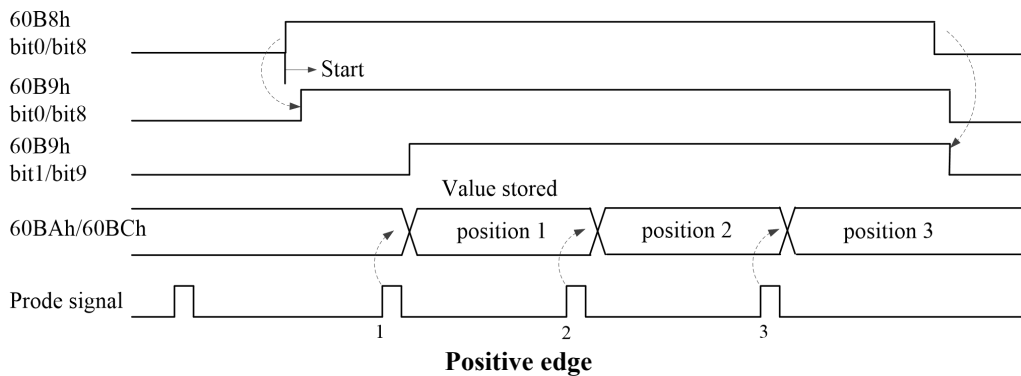 60B8h
bit0/bit8
Start
60B9h
bit0/bit8
60B9h
bit1/bit9
Value stored
60BAh/60BCh
position 1
position 2
position 3
Prode signal
1
2
3
Positive edge